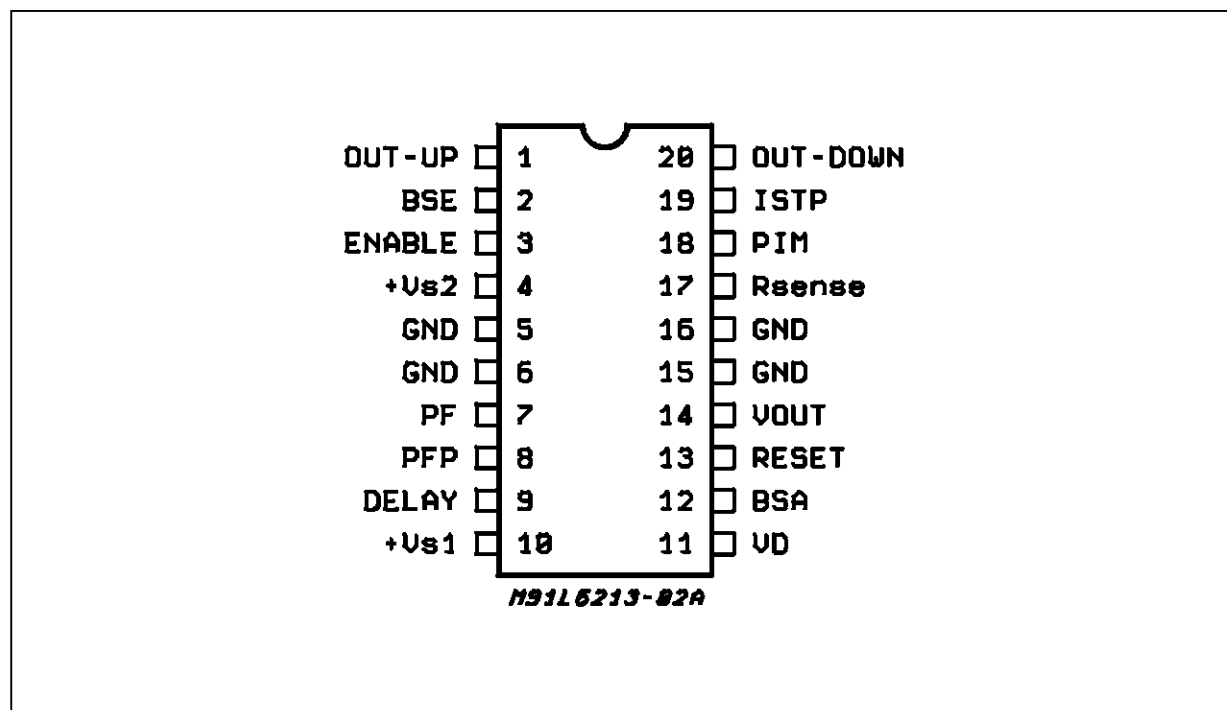 OUT-UP 1 20 OUT-DOWN
BSE 2 19 ISTP
ENABLE 3 18 PIM
+Vs2 4 17 Rsense
GND 5 16 GND
GND 6 15 GND
PF 7 14 VOUT
PFP 8 13 RESET
DELAY 9 12 BSA
+Vs1 10 11 VD
M91L6213-02A